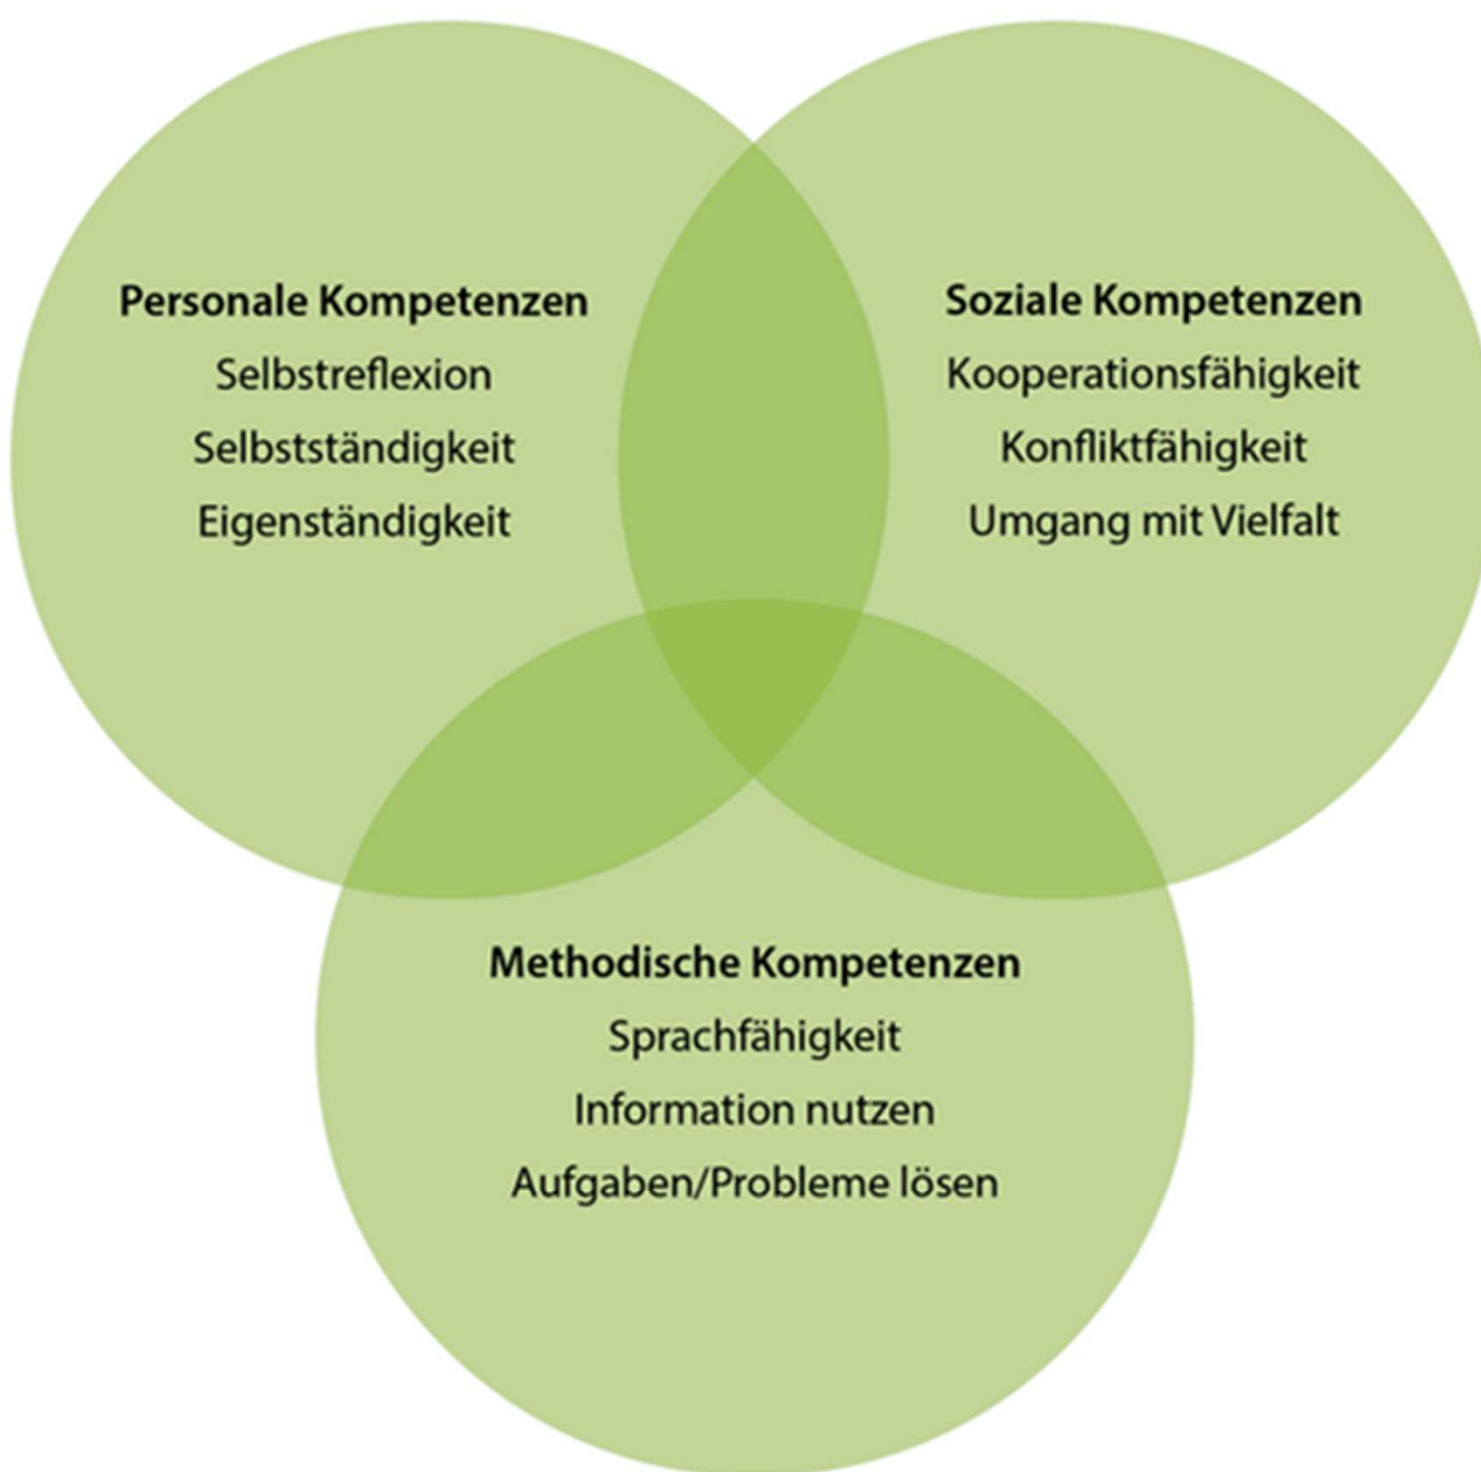 Personale Kompetenzen
Selbstreflexion
Selbstständigkeit
Eigenständigkeit
Soziale Kompetenzen
Kooperationsfähigkeit
Konfliktfähigkeit
Umgang mit Vielfalt
Methodische Kompetenzen
Sprachfähigkeit
Information nutzen
Aufgaben/Probleme lösen